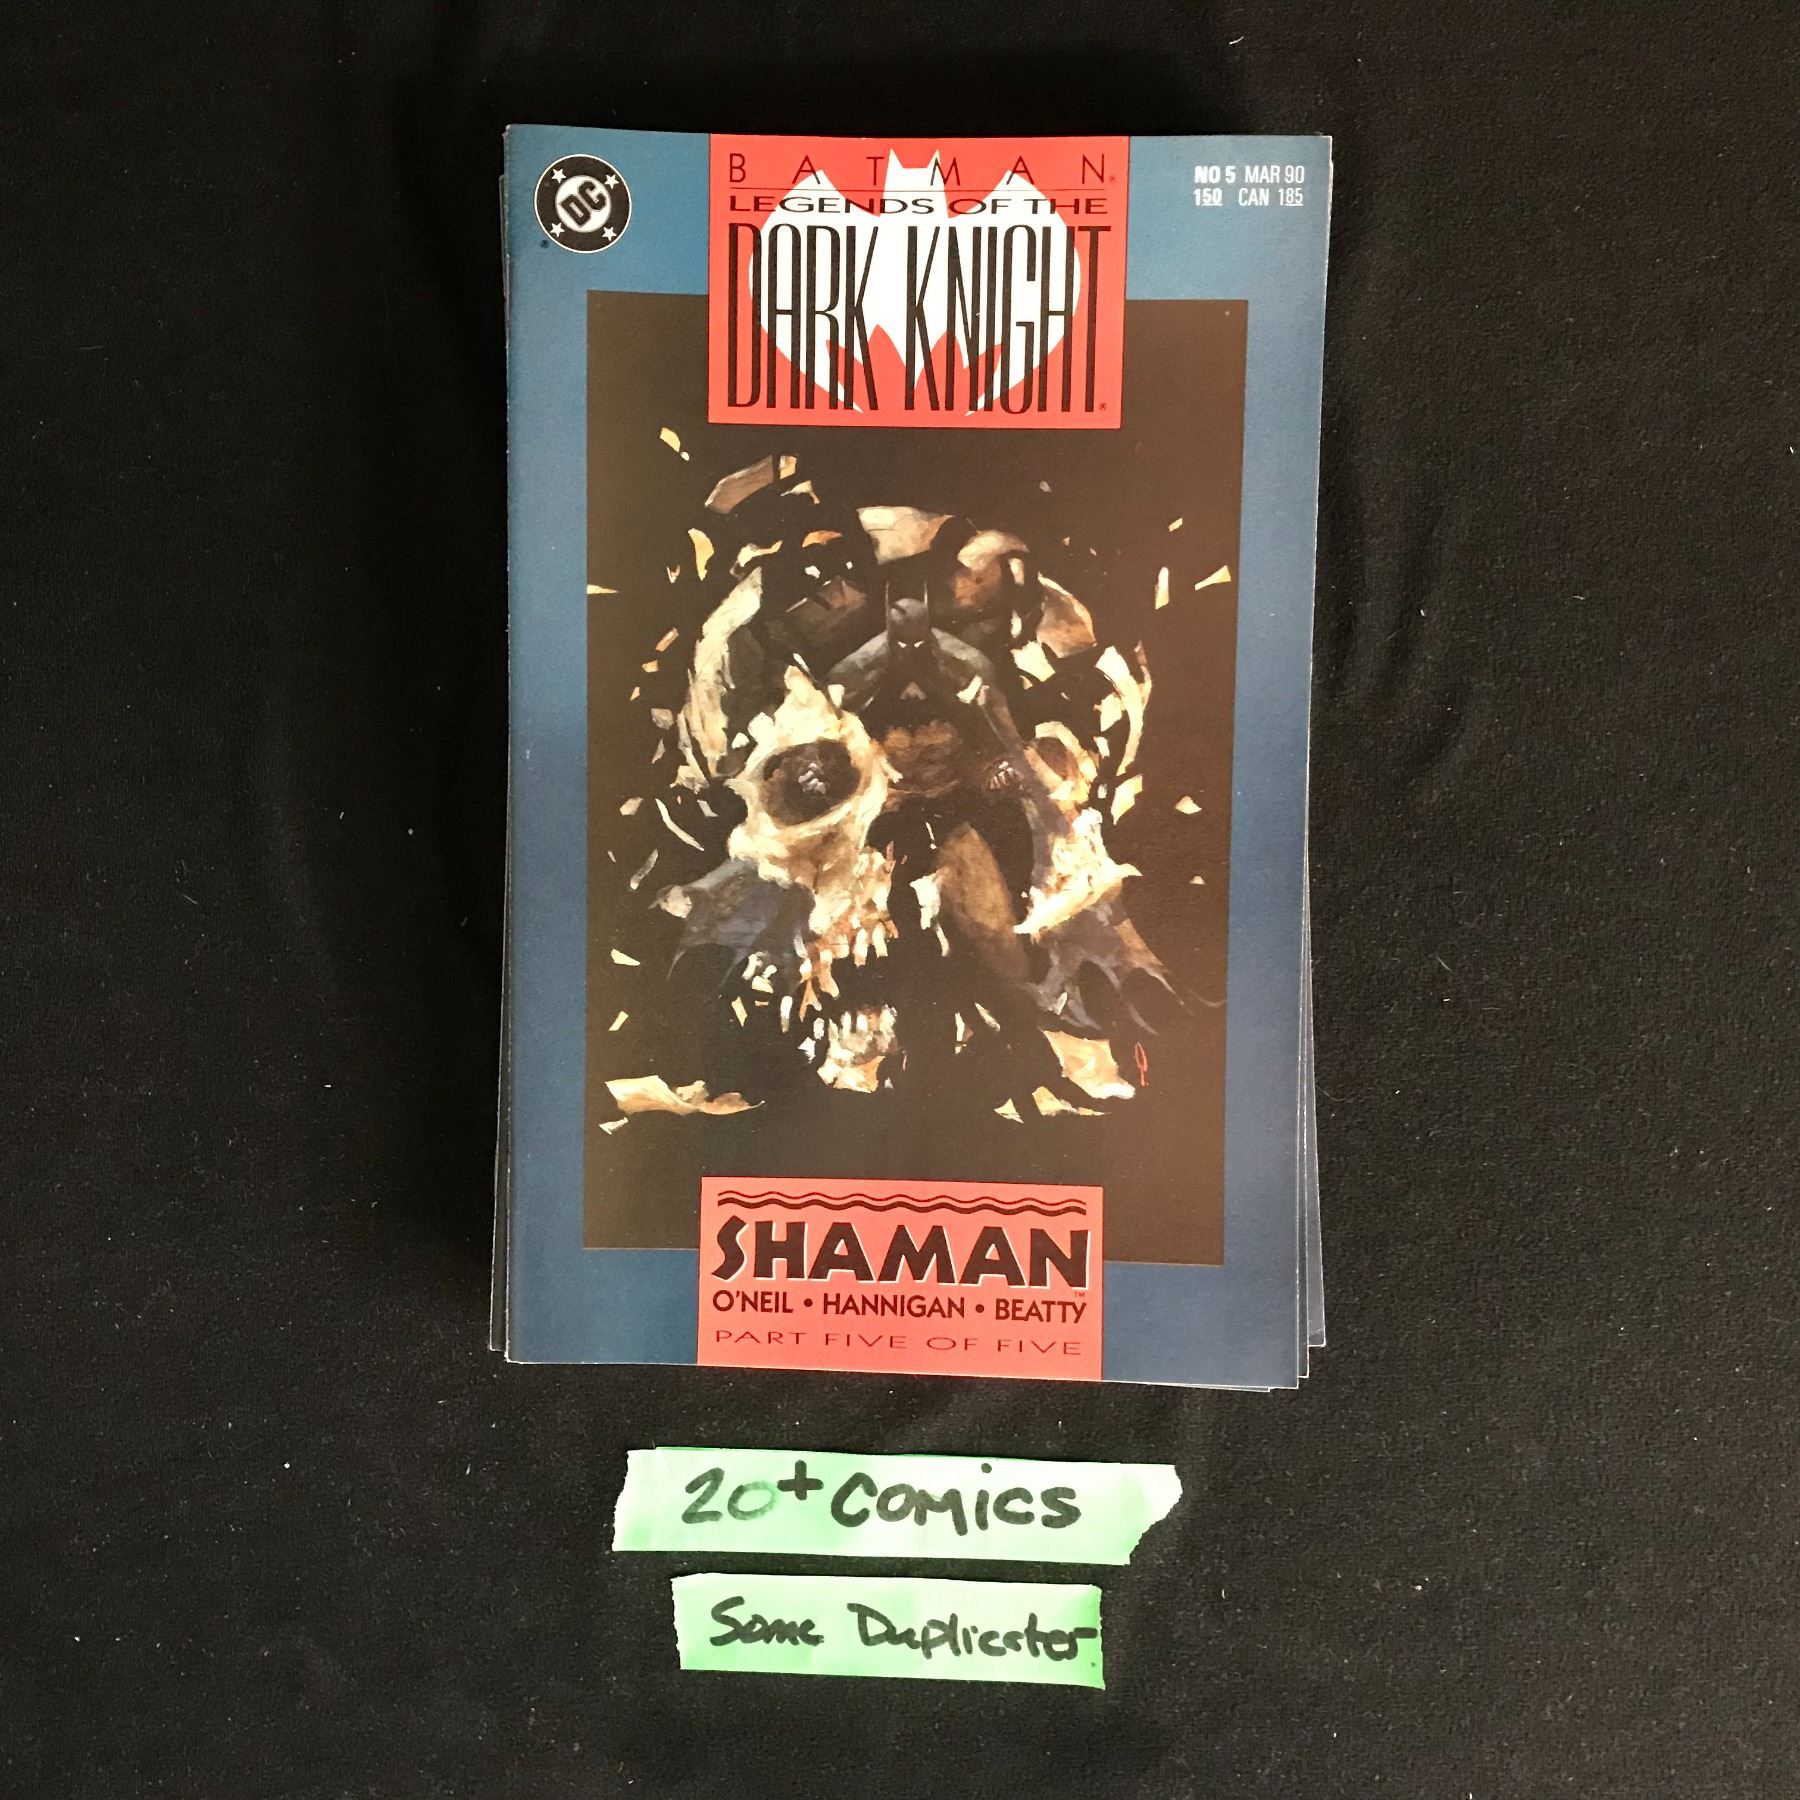 DC
BATMAN®
LEGENDS OF THE
DARK KNIGHT®
NO 5 MAR 90
150 CAN 185
SHAMAN™
O'NEIL • HANNIGAN • BEATTY
PART FIVE OF FIVE
20+ COMICS
Some Duplicates